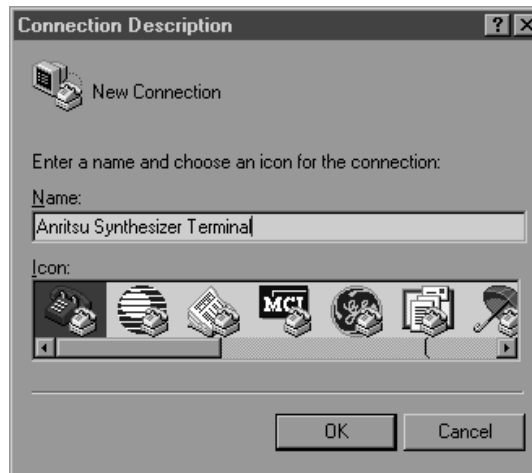 Connection Description
New Connection
Enter a name and choose an icon for the connection:
Name:
Anritsu Synthesizer Terminal
Icon:
MCI
OK
Cancel